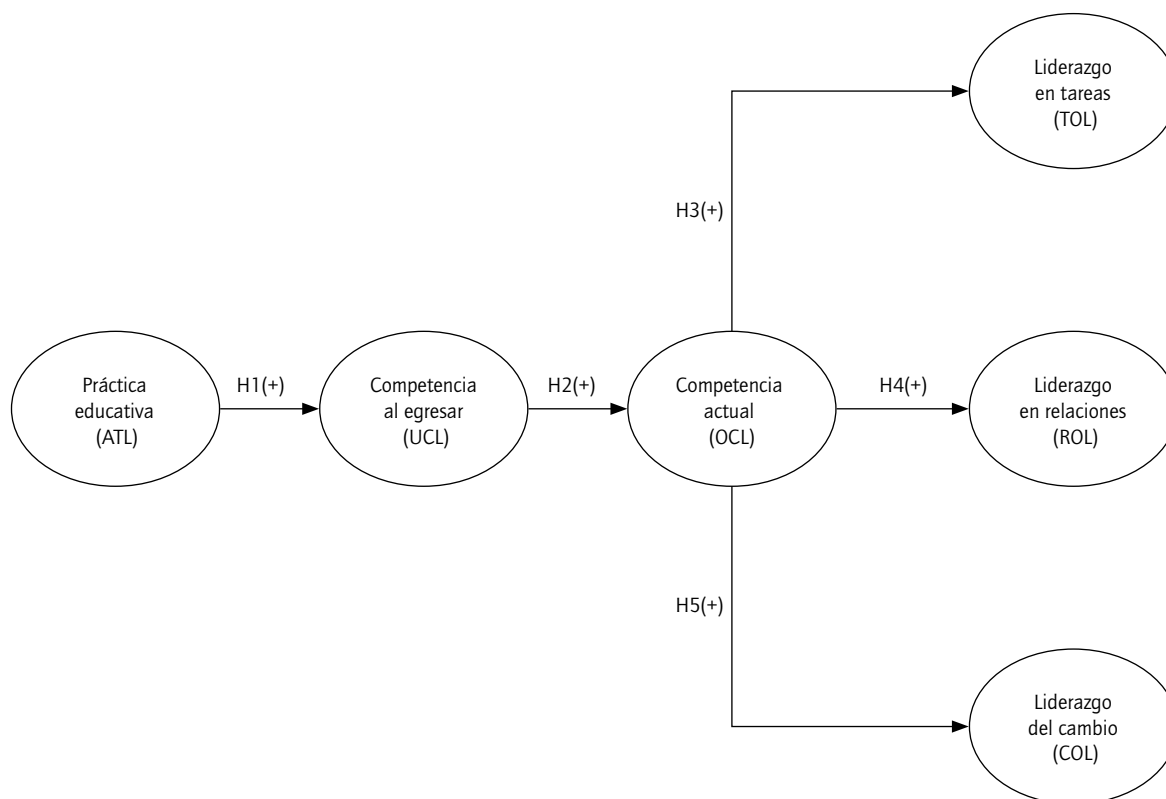 Liderazgo
en tareas
(TOL)
H3(+)
Práctica
educativa
(ATL)
H1(+)
Competencia
al egresar
(UCL)
H2(+)
Competencia
actual
(OCL)
H4(+)
Liderazgo
en relaciones
(ROL)
H5(+)
Liderazgo
del cambio
(COL)